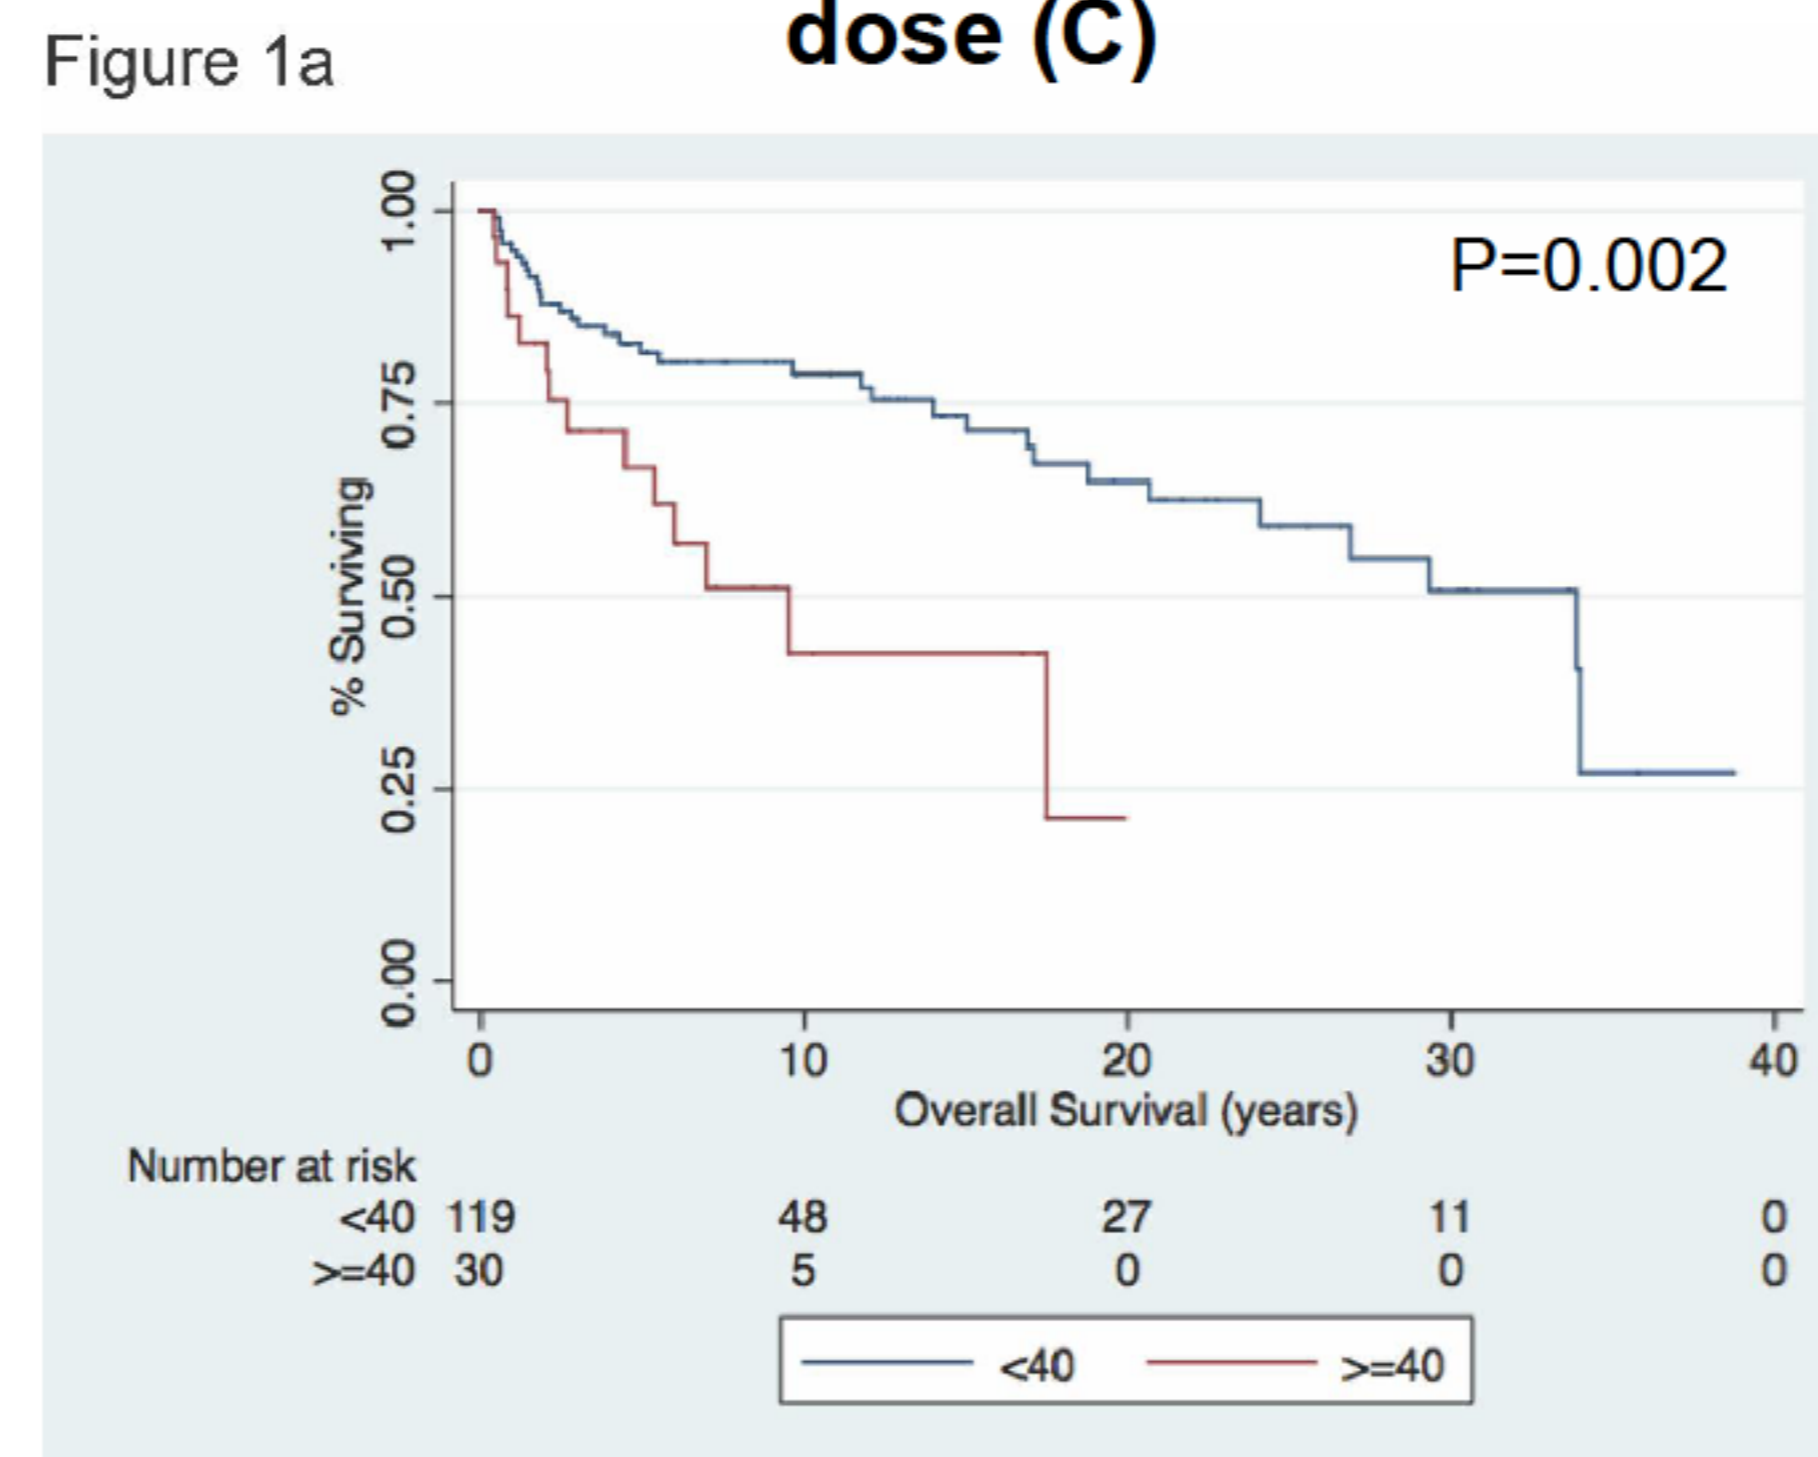 dose (C)
Figure 1a
P=0.002
1.00
0.75
0.50
0.25
0.00
% Surviving
0 10 20 30 40
Overall Survival (years)
Number at risk
<40 119 48 27 11 0
>=40 30 5 0 0 0
<40 >=40